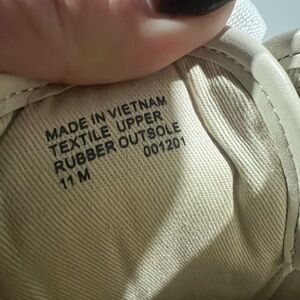 MADE IN VIETNAM
TEXTILE UPPER
RUBBER OUTSOLE
001201
11 M